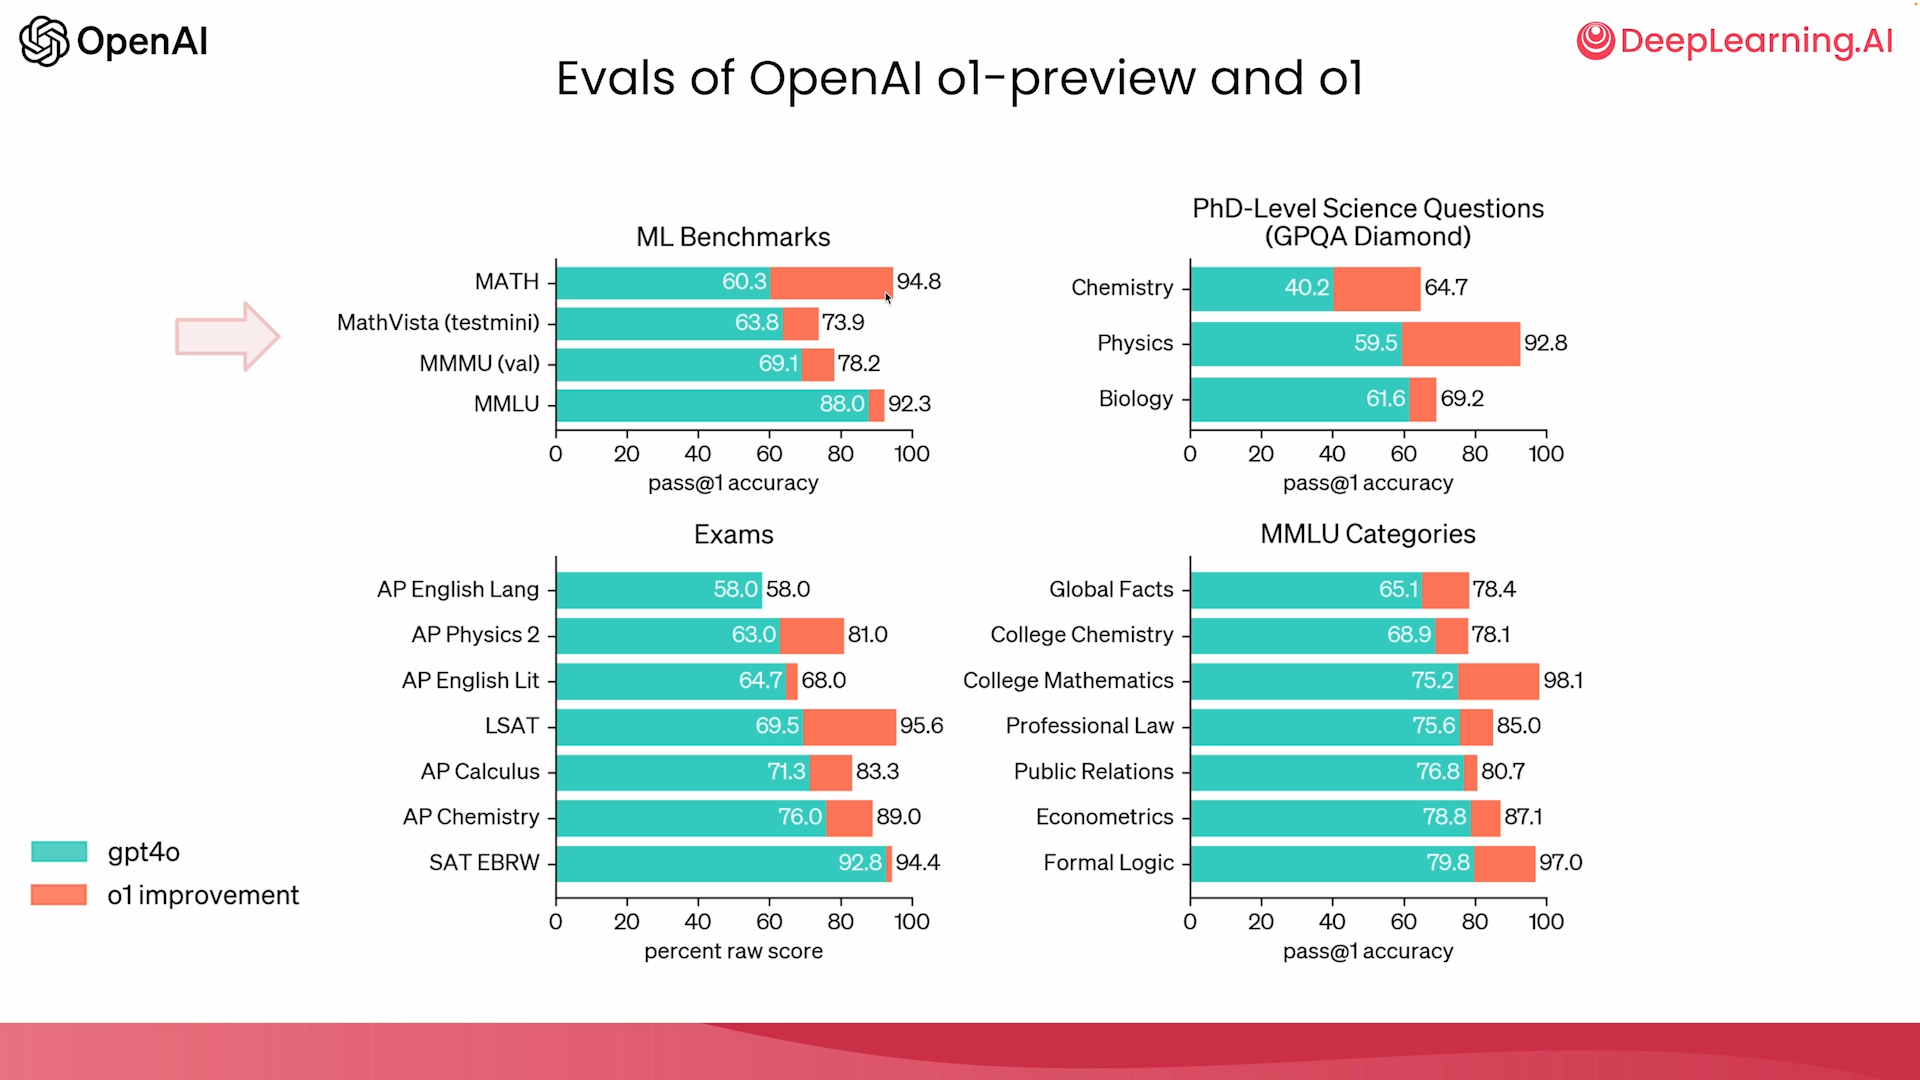 OpenAI
DeepLearning.AI
Evals of OpenAI o1-preview and o1
ML Benchmarks
MATH 60.3 94.8
MathVista (testmini) 63.8 73.9
MMMU (val) 69.1 78.2
MMLU 88.0 92.3
0 20 40 60 80 100
pass@1 accuracy
PhD-Level Science Questions
(GPQA Diamond)
Chemistry 40.2 64.7
Physics 59.5 92.8
Biology 61.6 69.2
0 20 40 60 80 100
pass@1 accuracy
Exams
AP English Lang 58.0 58.0
AP Physics 2 63.0 81.0
AP English Lit 64.7 68.0
LSAT 69.5 95.6
AP Calculus 71.3 83.3
AP Chemistry 76.0 89.0
SAT EBRW 92.8 94.4
0 20 40 60 80 100
percent raw score
MMLU Categories
Global Facts 65.1 78.4
College Chemistry 68.9 78.1
College Mathematics 75.2 98.1
Professional Law 75.6 85.0
Public Relations 76.8 80.7
Econometrics 78.8 87.1
Formal Logic 79.8 97.0
0 20 40 60 80 100
pass@1 accuracy
gpt4o
o1 improvement